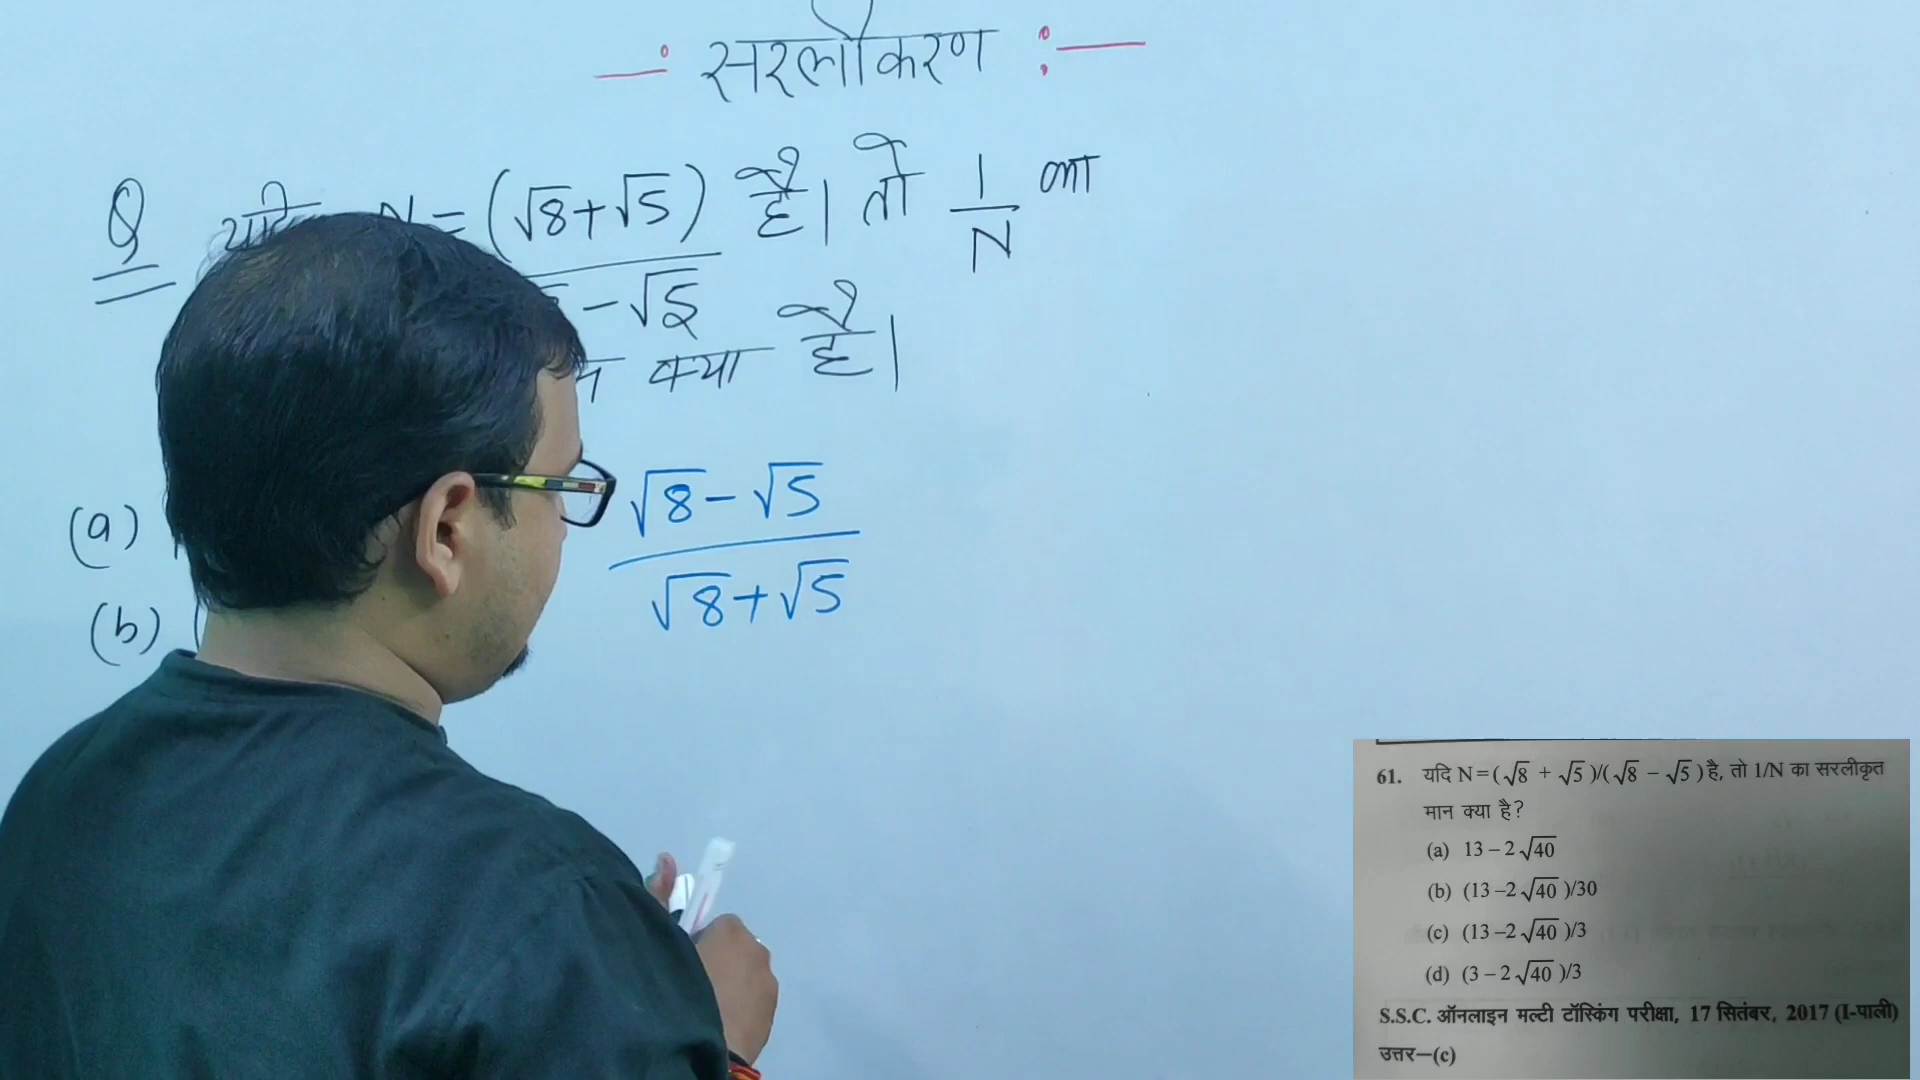 —: सरलीकरण :—
Q N = (√8+√5) है। तो 1/N का
-√5
क्या है।
(a)
√8-√5
√8+√5
(b) (
61. यदि N=(√8 + √5)/(√8 − √5) है, तो 1/N का सरलीकृत
मान क्या है?
(a) 13 – 2√40
(b) (13 –2√40 )/30
(c) (13 –2√40 )/3
(d) (3 – 2√40 )/3
S.S.C. ऑनलाइन मल्टी टॉस्किंग परीक्षा, 17 सितंबर, 2017 (I-पाली)
उत्तर–(c)